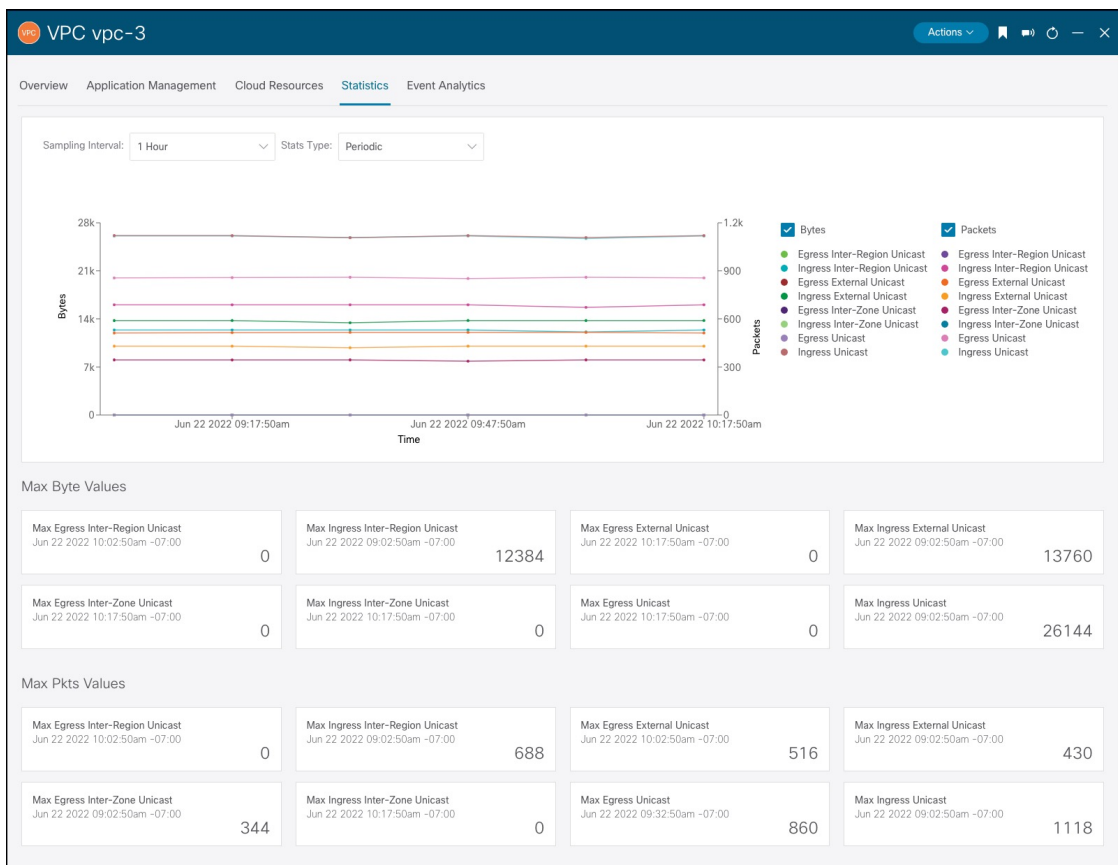 VPC VPC vpc-3 Actions
Overview Application Management Cloud Resources Statistics Event Analytics
Sampling Interval: 1 Hour Stats Type: Periodic
28k
21k
14k
7k
0
Bytes
1.2k
900
600
300
0
Packets
Jun 22 2022 09:17:50am Jun 22 2022 09:47:50am Jun 22 2022 10:17:50am
Time
Bytes
Egress Inter-Region Unicast
Ingress Inter-Region Unicast
Egress External Unicast
Ingress External Unicast
Egress Inter-Zone Unicast
Ingress Inter-Zone Unicast
Egress Unicast
Ingress Unicast
Packets
Egress Inter-Region Unicast
Ingress Inter-Region Unicast
Egress External Unicast
Ingress External Unicast
Egress Inter-Zone Unicast
Ingress Inter-Zone Unicast
Egress Unicast
Ingress Unicast
Max Byte Values
Max Egress Inter-Region Unicast
Jun 22 2022 10:02:50am -07:00
0
Max Ingress Inter-Region Unicast
Jun 22 2022 09:02:50am -07:00
12384
Max Egress External Unicast
Jun 22 2022 10:17:50am -07:00
0
Max Ingress External Unicast
Jun 22 2022 09:02:50am -07:00
13760
Max Egress Inter-Zone Unicast
Jun 22 2022 10:17:50am -07:00
0
Max Ingress Inter-Zone Unicast
Jun 22 2022 10:17:50am -07:00
0
Max Egress Unicast
Jun 22 2022 10:17:50am -07:00
0
Max Ingress Unicast
Jun 22 2022 09:02:50am -07:00
26144
Max Pkts Values
Max Egress Inter-Region Unicast
Jun 22 2022 10:02:50am -07:00
0
Max Ingress Inter-Region Unicast
Jun 22 2022 09:02:50am -07:00
688
Max Egress External Unicast
Jun 22 2022 10:02:50am -07:00
516
Max Ingress External Unicast
Jun 22 2022 09:02:50am -07:00
430
Max Egress Inter-Zone Unicast
Jun 22 2022 09:02:50am -07:00
344
Max Ingress Inter-Zone Unicast
Jun 22 2022 10:17:50am -07:00
0
Max Egress Unicast
Jun 22 2022 09:32:50am -07:00
860
Max Ingress Unicast
Jun 22 2022 09:02:50am -07:00
1118